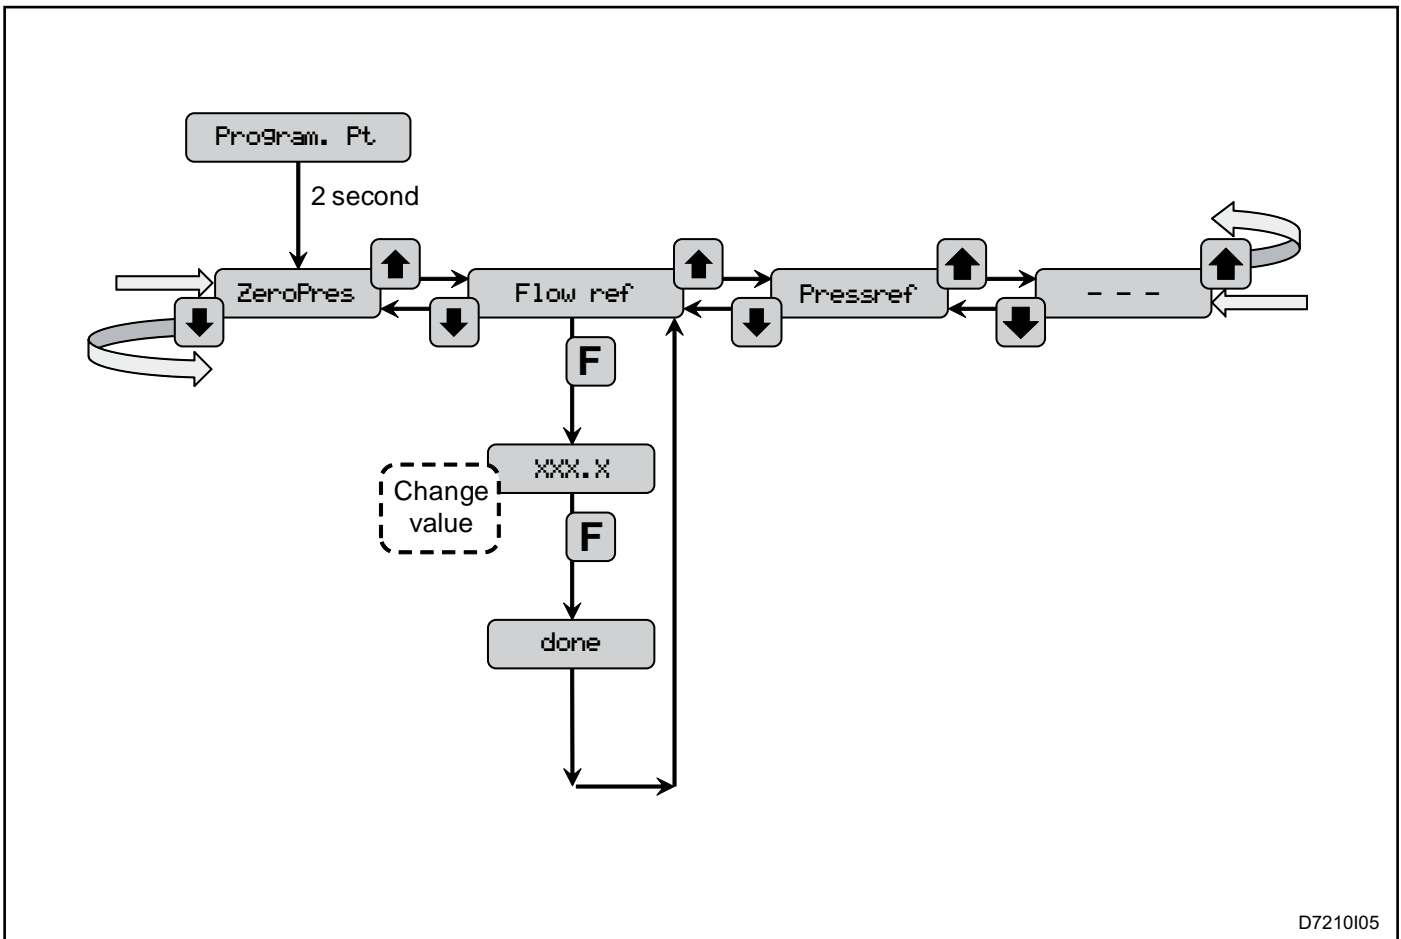 Program. Pt
2 second
ZeroPres
Flow ref
Pressref
- - -
F
XXX.X
Change
value
F
done
D7210I05